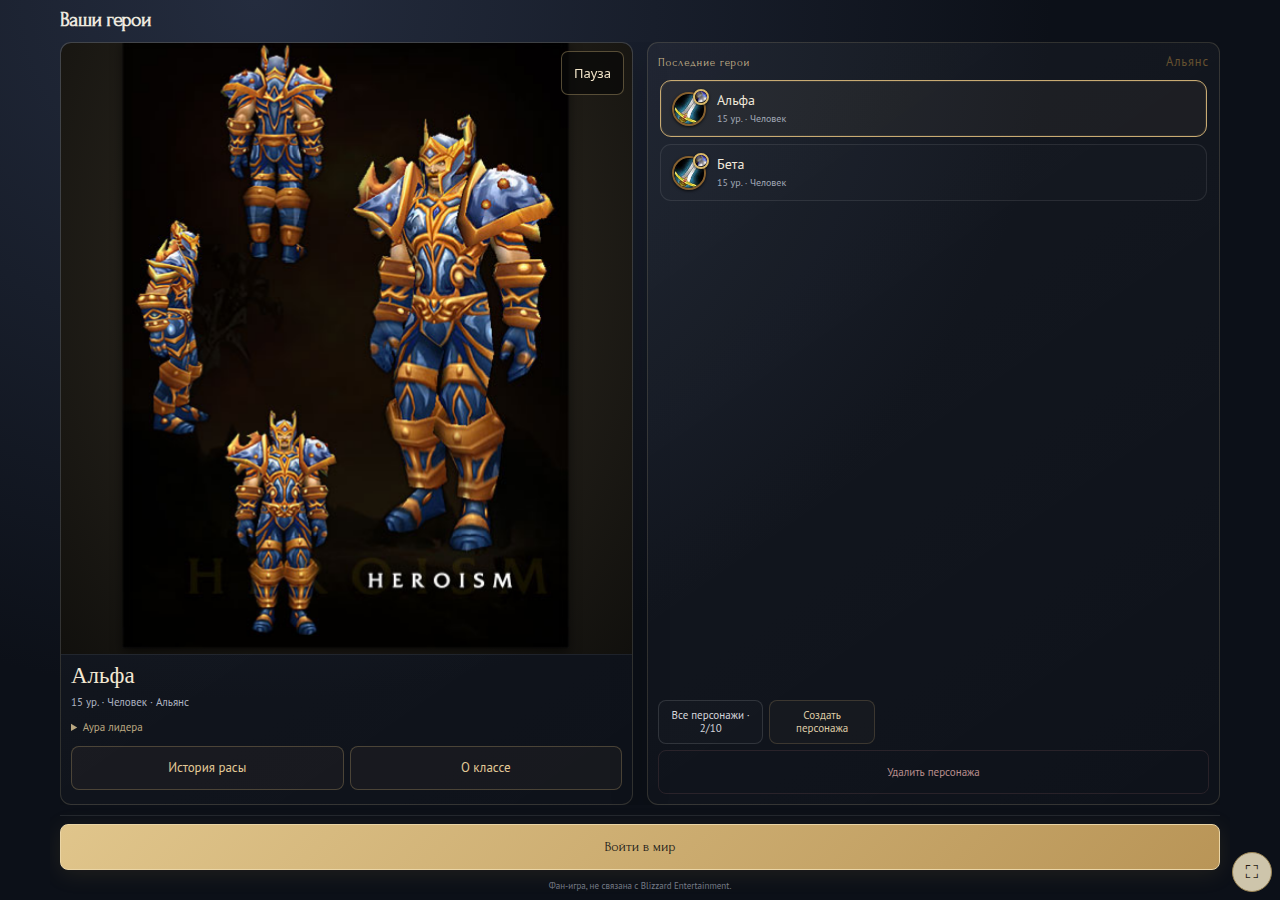 Ваши герои
Пауза
HEROISM
HEROISM
Альфа
15 ур. · Человек · Альянс
▶ Аура лидера
История расы
О классе
Последние герои
Альянс
Альфа
15 ур. · Человек
Бета
15 ур. · Человек
Все персонажи ·
2/10
Создать
персонажа
Удалить персонажа
Войти в мир
Фан-игра, не связана с Blizzard Entertainment.